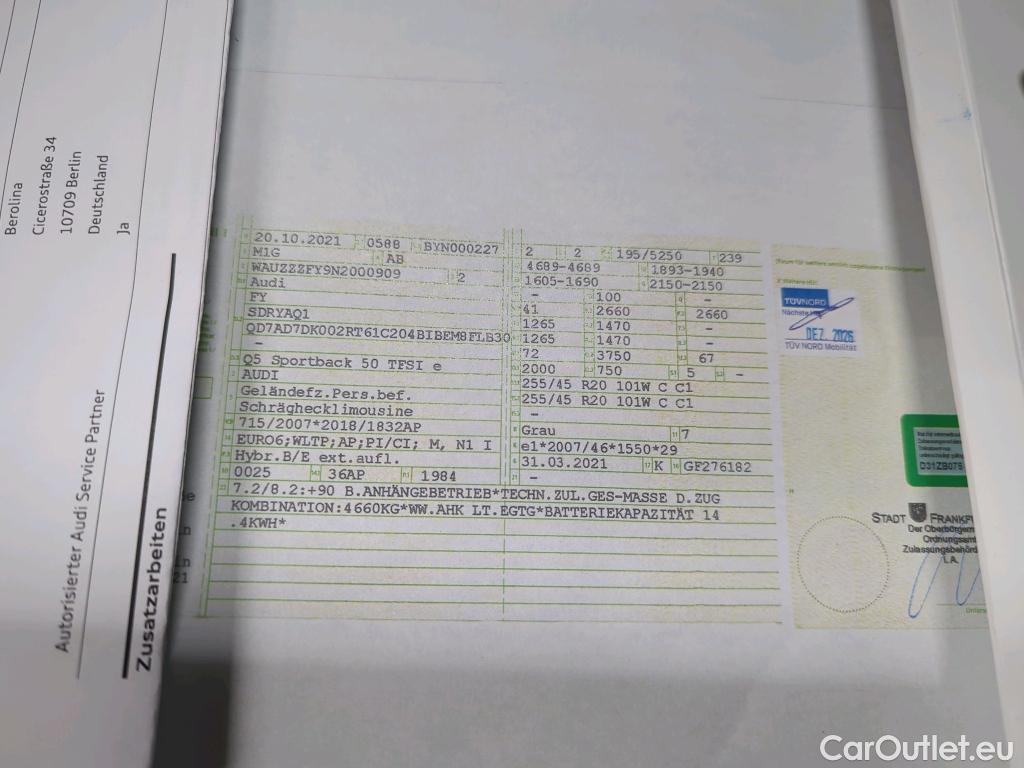 Berolina
Cicerostraße 34
10709 Berlin
Deutschland
Ja
Autorisierter Audi Service Partner
Zusatzarbeiten
20.10.2021 0588 BYN000227
M1G AB
WAUZZZFY9N2000909 2
Audi
FY
SDRYAQ1
QD7AD7DK002RT61C204BIBEM8FLB30
–
Q5 Sportback 50 TFSI e
AUDI
Geländefz.Pers.bef.
Schräghecklimousine
715/2007*2018/1832AP
EURO6;WLTP;AP;PI/CI; M, N1 I
Hybr.B/E ext.aufl.
0025 36AP 1984
2 2 195/5250 239
4689-4689 1893-1940
1605-1690 2150-2150
– 100 –
41 2660 2660
1265 1470 –
1265 1470 –
72 3750 67
2000 750 5 –
255/45 R20 101W C C1
255/45 R20 101W C C1
–
Grau 7
e1*2007/46*1550*29
31.03.2021 K GF276182
–
7.2/8.2:+90 B.ANHÄNGEBETRIEB*TECHN.ZUL.GES-MASSE D.ZUG
KOMBINATION:4660KG*WW.AHK LT.EGTG*BATTERIEKAPAZITÄT 14
.4KWH*
TÜV NORD
Nächste
DEZ. 2026
TÜV NORD Mobilität
D31ZB078
STADT FRANKF
Der Oberbürgerm
Ordnungsamt
Zulassungsbehörd
I.A.
CarOutlet.eu